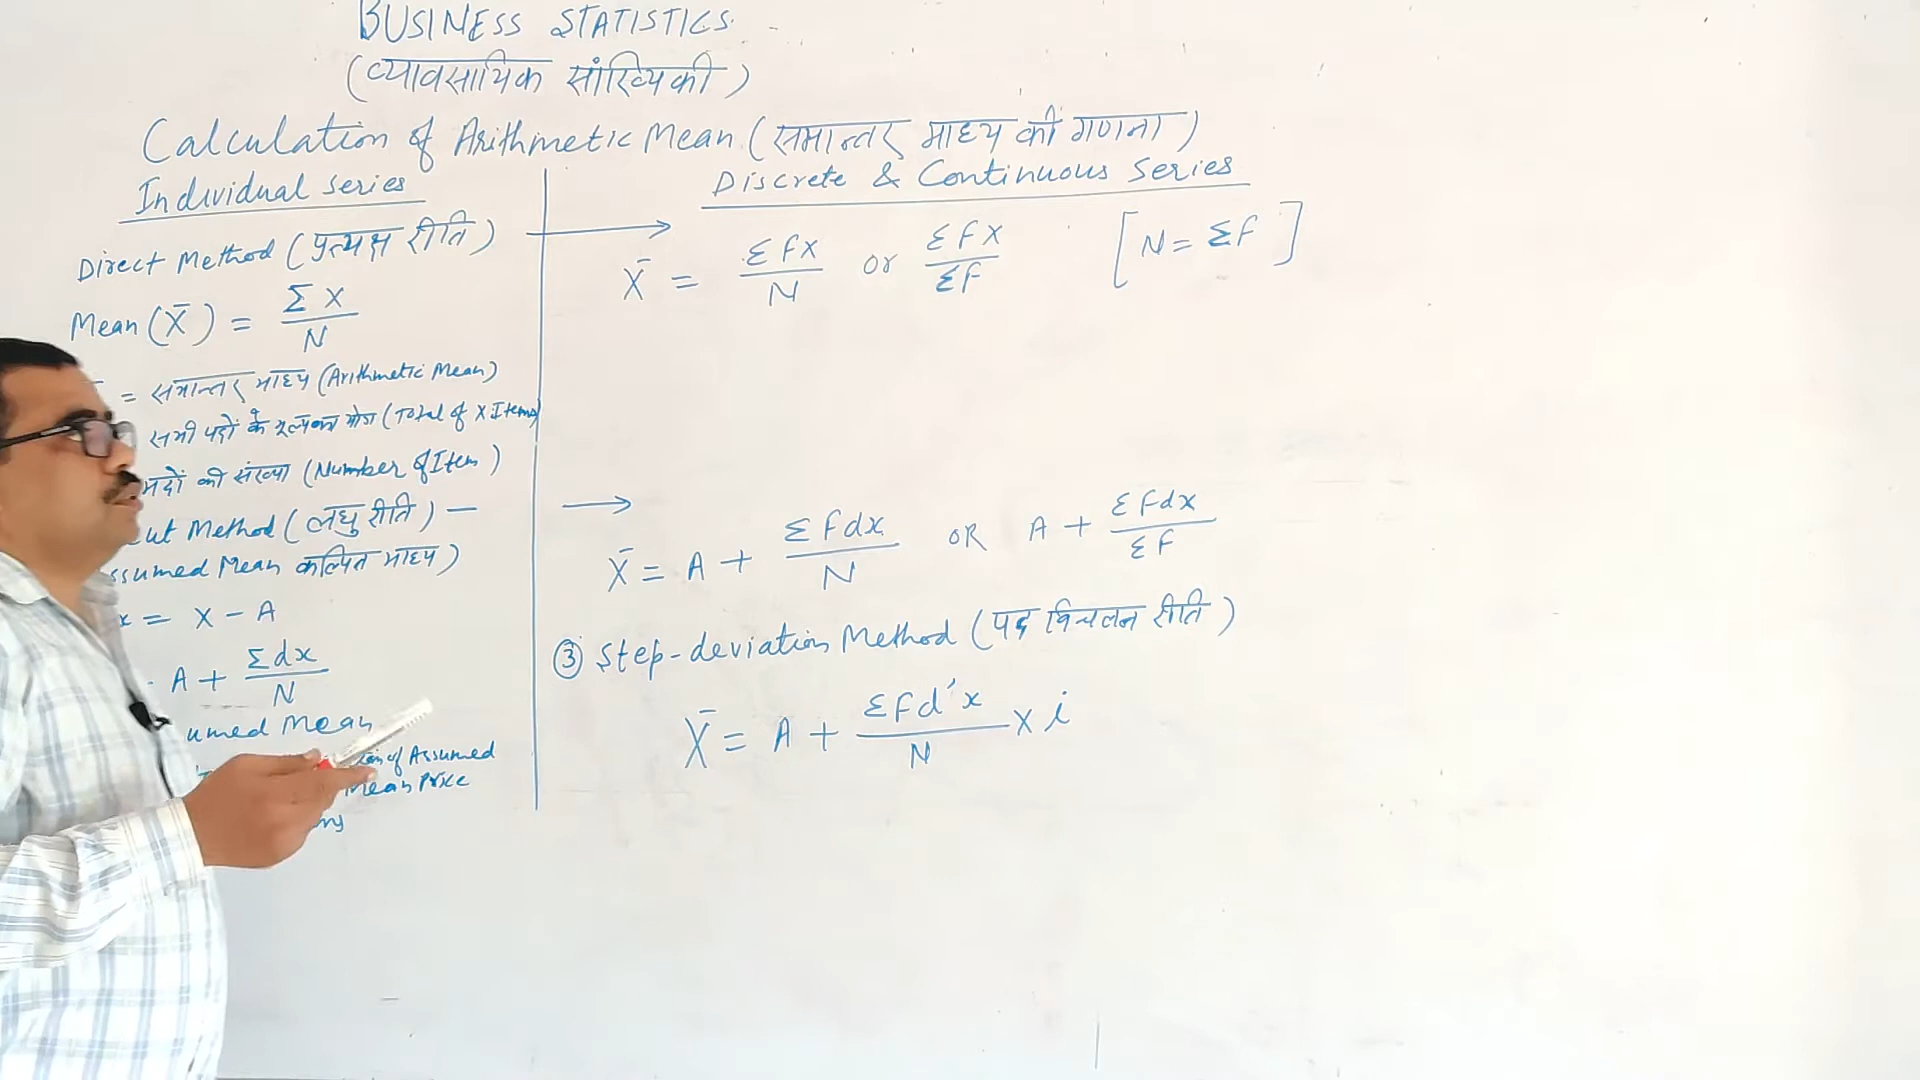 BUSINESS STATISTICS
(व्यावसायिक सांख्यिकी)
Calculation of Arithmetic Mean (समान्तर माध्य की गणना)
Individual series
Direct Method (प्रत्यक्ष रीति)
Mean (X̄) = ΣX/N
= समान्तर माध्य (Arithmetic Mean)
सभी पदों के मूल्य का योग (Total of X Items)
पदों की संख्या (Number of Item)
Method (लघु रीति) —
Mean कल्पित माध्य)
= X - A
A + Σdx/N
Mean
of Assumed
Mean Price
Discrete & Continuous Series
→ X̄ = ΣFX/N or ΣFX/ΣF [N = ΣF]
→ X̄ = A + ΣFdx/N OR A + ΣFdx/ΣF
③ Step-deviation Method (पद विचलन रीति)
X̄ = A + ΣFd'x/N × i